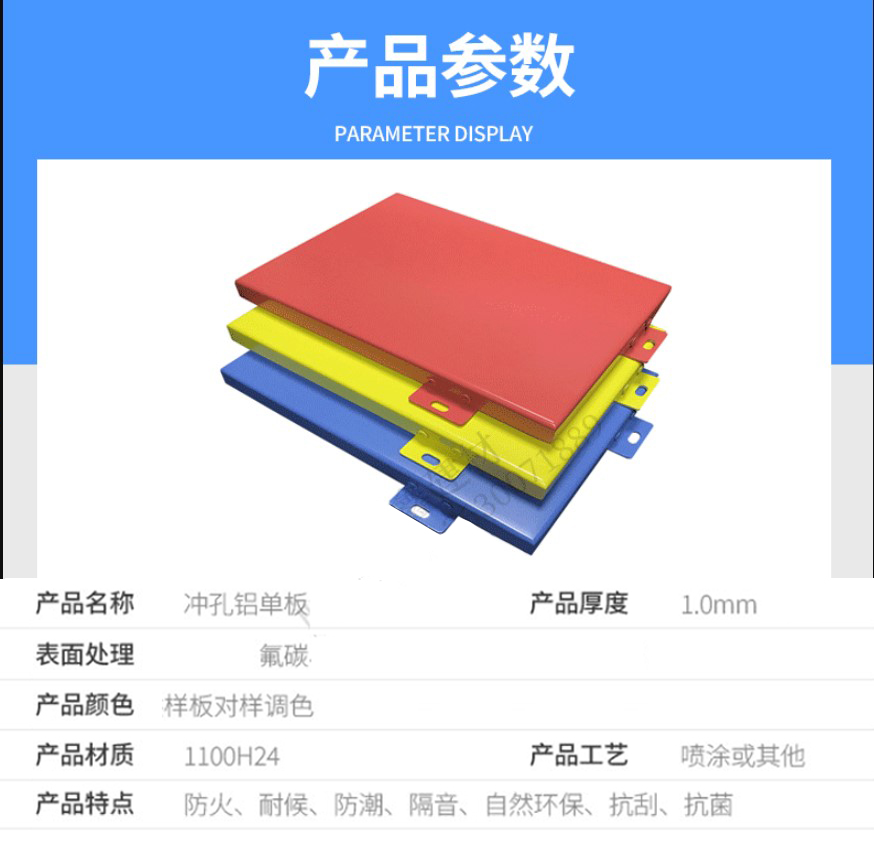 产品参数
PARAMETER DISPLAY
建材
30971889
产品名称 冲孔铝单板 产品厚度 1.0mm
表面处理 氟碳
产品颜色 样板对样调色
产品材质 1100H24 产品工艺 喷涂或其他
产品特点 防火、耐候、防潮、隔音、自然环保、抗刮、抗菌